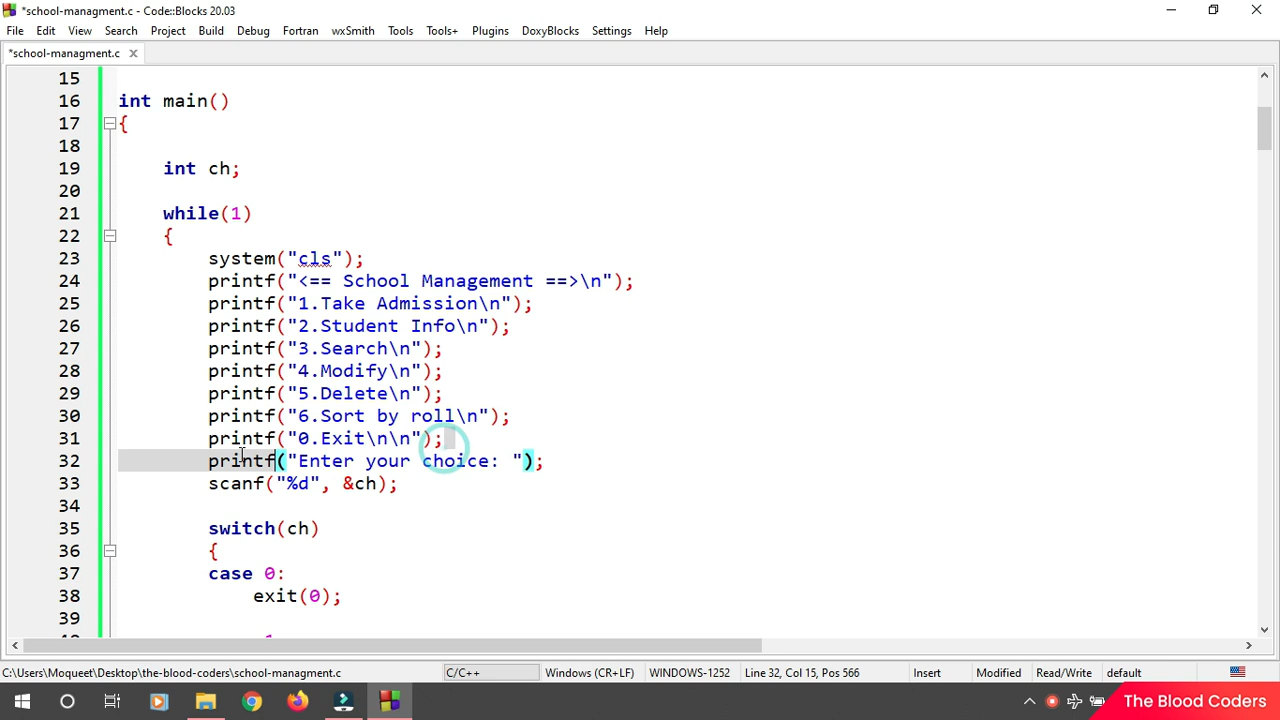 *school-managment.c - Code::Blocks 20.03
File Edit View Search Project Build Debug Fortran wxSmith Tools Tools+ Plugins DoxyBlocks Settings Help
*school-managment.c
15
16 int main()
17 {
18
19 int ch;
20
21 while(1)
22 {
23 system("cls");
24 printf("<== School Management ==>\n");
25 printf("1.Take Admission\n");
26 printf("2.Student Info\n");
27 printf("3.Search\n");
28 printf("4.Modify\n");
29 printf("5.Delete\n");
30 printf("6.Sort by roll\n");
31 printf("0.Exit\n\n");
32 printf("Enter your choice: ");
33 scanf("%d", &ch);
34
35 switch(ch)
36 {
37 case 0:
38 exit(0);
39
C:\Users\Moqueet\Desktop\the-blood-coders\school-managment.c C/C++ Windows (CR+LF) WINDOWS-1252 Line 32, Col 15, Pos 566 Insert Modified Read/Write default
The Blood Coders